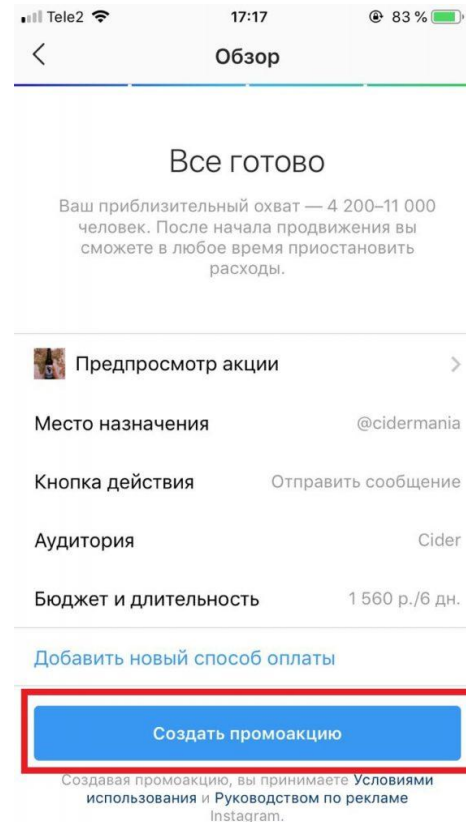 Tele2 17:17 83 %
Обзор
Все готово
Ваш приблизительный охват — 4 200–11 000
человек. После начала продвижения вы
сможете в любое время приостановить
расходы.
Предпросмотр акции
Место назначения @cidermania
Кнопка действия Отправить сообщение
Аудитория Cider
Бюджет и длительность 1 560 р./6 дн.
Добавить новый способ оплаты
Создать промоакцию
Создавая промоакцию, вы принимаете Условиями
использования и Руководством по рекламе
Instagram.